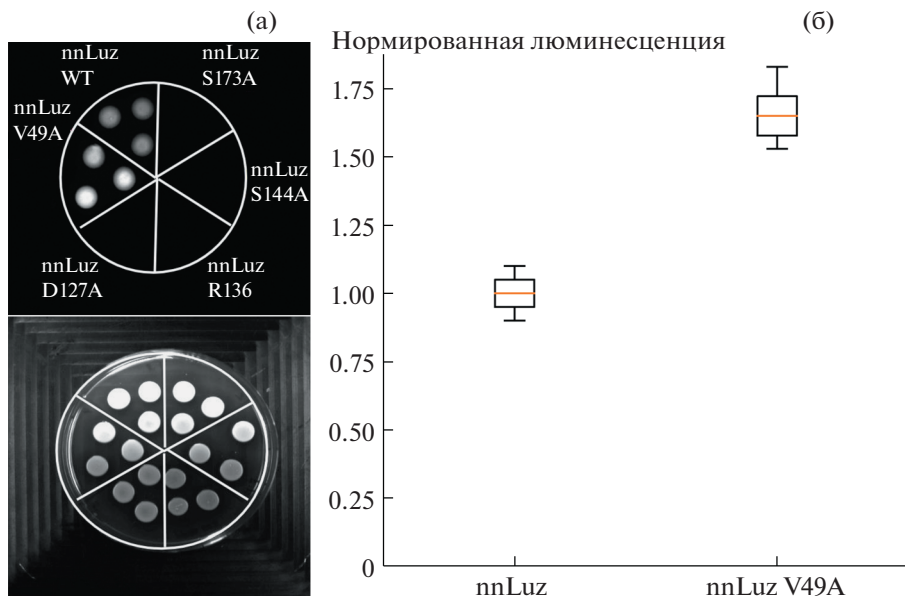 (а)
nnLuz
WT
nnLuz
S173A
nnLuz
V49A
nnLuz
S144A
nnLuz
D127A
nnLuz
R136
(б)
Нормированная люминесценция
1.75
1.50
1.25
1.00
0.75
0.50
0.25
0
nnLuz
nnLuz V49A